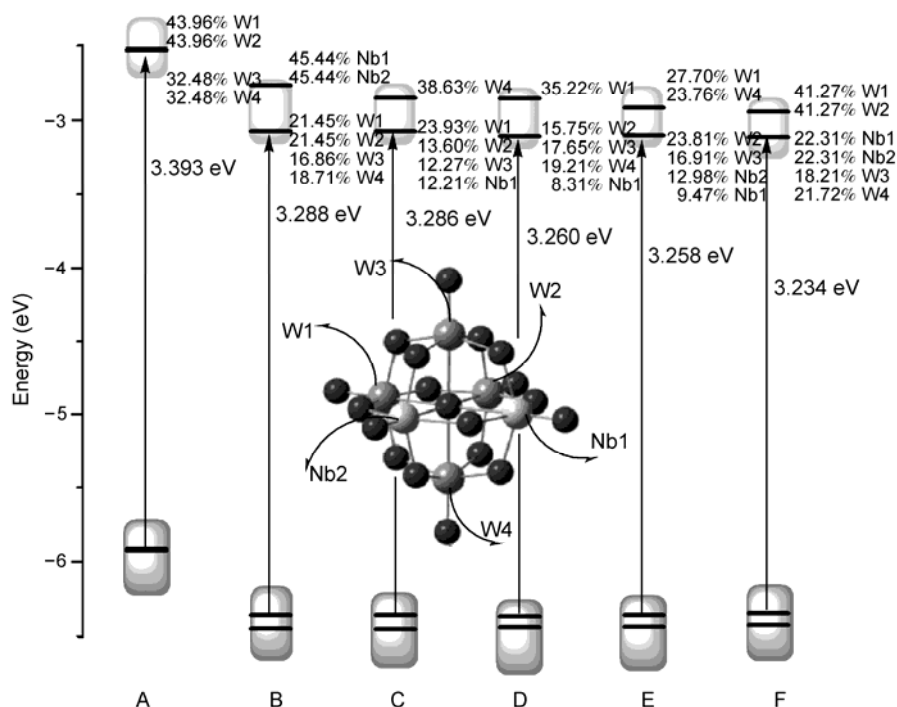 43.96% W1
43.96% W2
32.48% W3
32.48% W4
45.44% Nb1
45.44% Nb2
21.45% W1
21.45% W2
16.86% W3
18.71% W4
38.63% W4
23.93% W1
13.60% W2
12.27% W3
12.21% Nb1
35.22% W1
15.75% W2
17.65% W3
19.21% W4
8.31% Nb1
27.70% W1
23.76% W4
23.81% W2
16.91% W3
12.98% Nb2
9.47% Nb1
41.27% W1
41.27% W2
22.31% Nb1
22.31% Nb2
18.21% W3
21.72% W4
3.393 eV
3.288 eV
3.286 eV
3.260 eV
3.258 eV
3.234 eV
W3
W2
W1
Nb1
Nb2
W4
Energy (eV)
−3
−4
−5
−6
A B C D E F